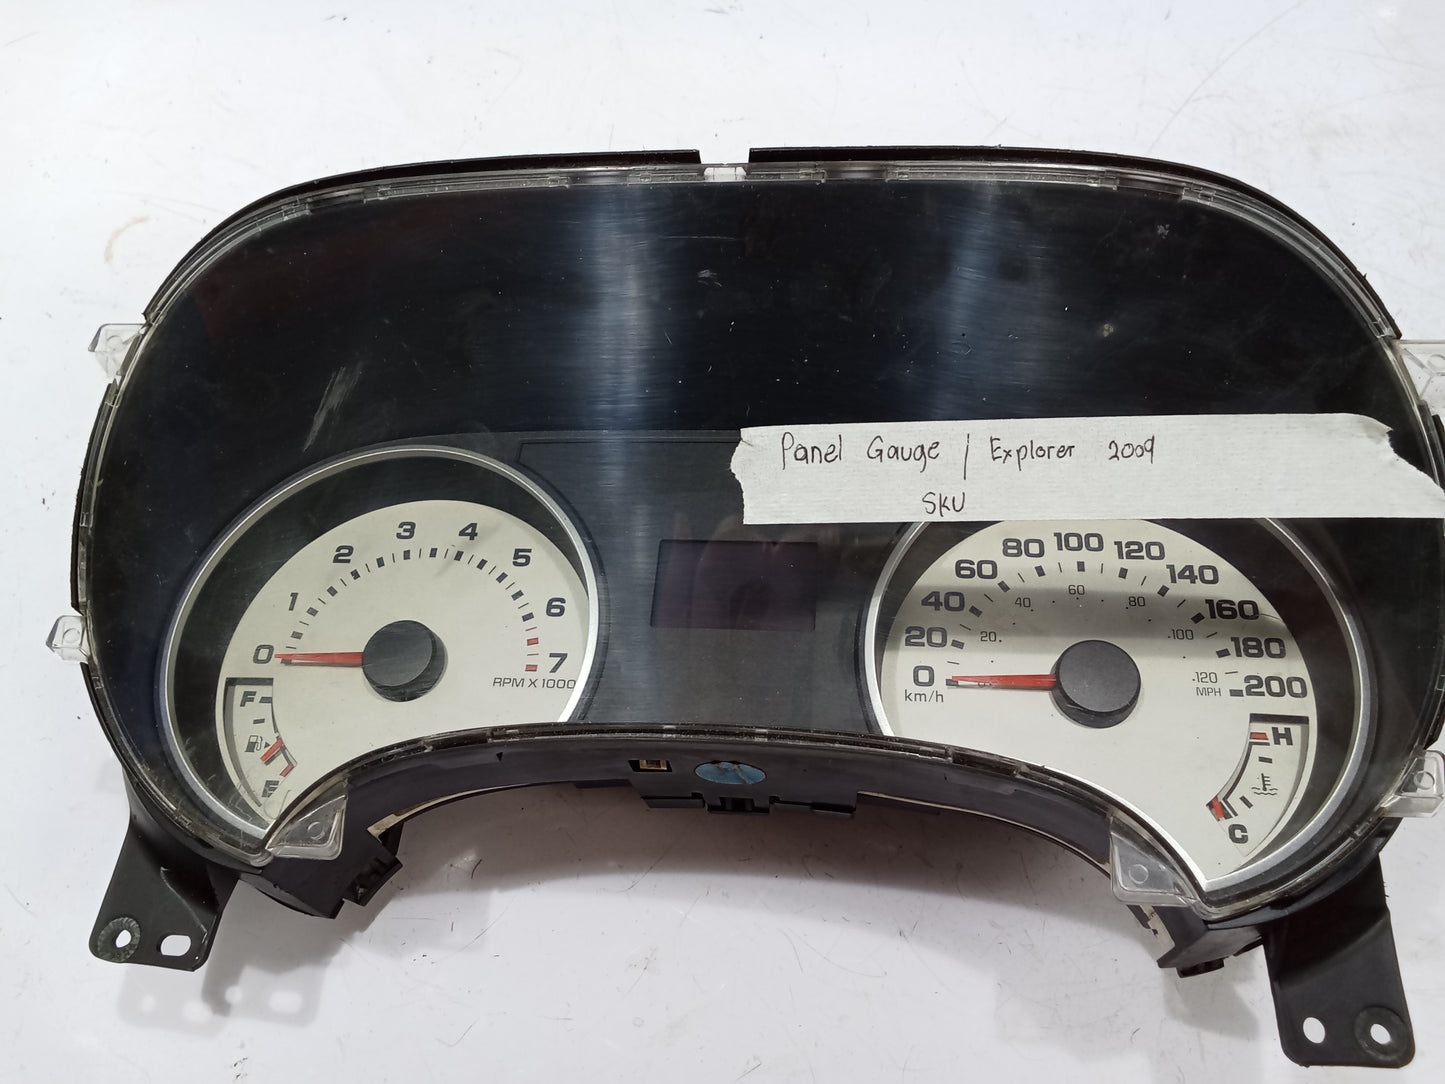 Panel Gauge / Explorer 2009
SKU
0 1 2 3 4 5 6 7
RPM X 1000
F
E
0 20 40 60 80 100 120 140 160 180 200
km/h
20. 40 60 80 .100 .120
MPH
H
C